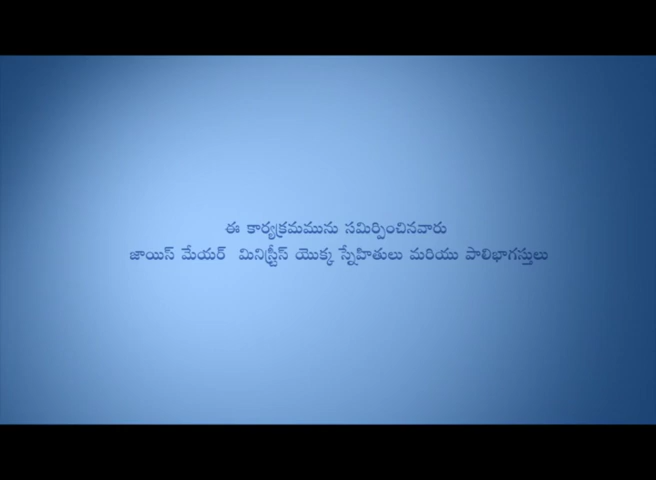 ఈ కార్యక్రమమును సమర్పించినవారు
జాయిస్ మేయర్ మినిస్ట్రీస్ యొక్క స్నేహితులు మరియు పాలిభాగస్తులు